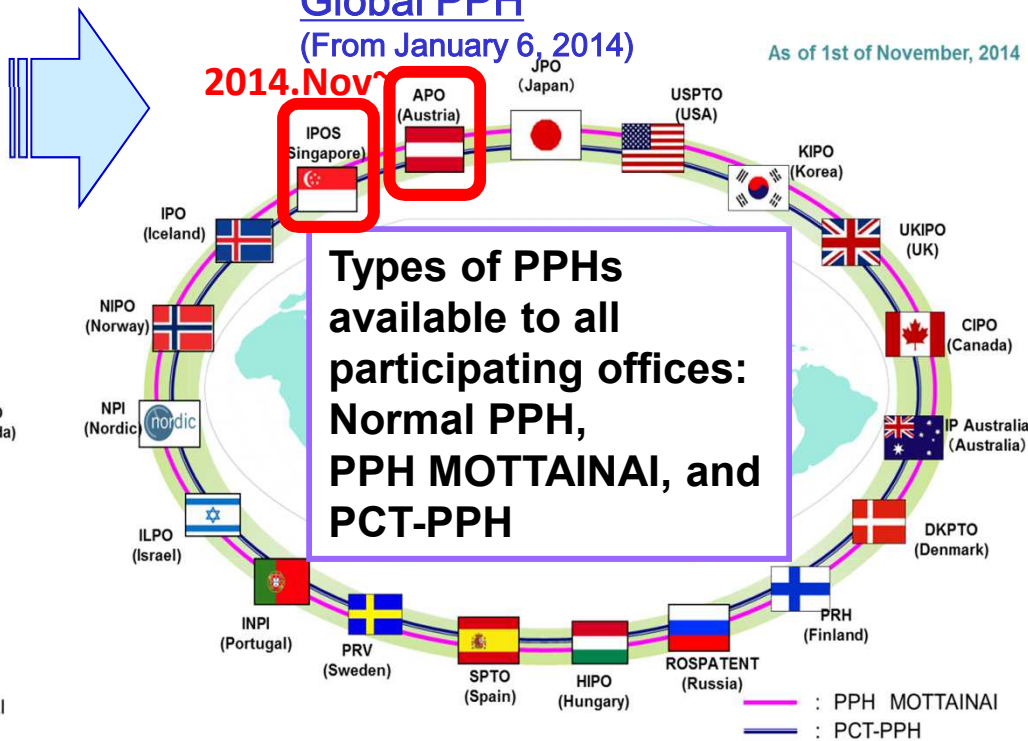 Global PPH
(From January 6, 2014)
As of 1st of November, 2014
2014.Nov~
JPO
(Japan)
APO
(Austria)
USPTO
(USA)
IPOS
Singapore)
KIPO
(Korea)
IPO
(Iceland)
UKIPO
(UK)
Types of PPHs
available to all
participating offices:
Normal PPH,
PPH MOTTAINAI, and
PCT-PPH
NIPO
(Norway)
CIPO
(Canada)
NPI
(Nordic)
nordic
IP Australia
(Australia)
da)
ILPO
(Israel)
DKPTO
(Denmark)
INPI
(Portugal)
PRH
(Finland)
PRV
(Sweden)
SPTO
(Spain)
HIPO
(Hungary)
ROSPATENT
(Russia)
: PPH MOTTAINAI
: PCT-PPH